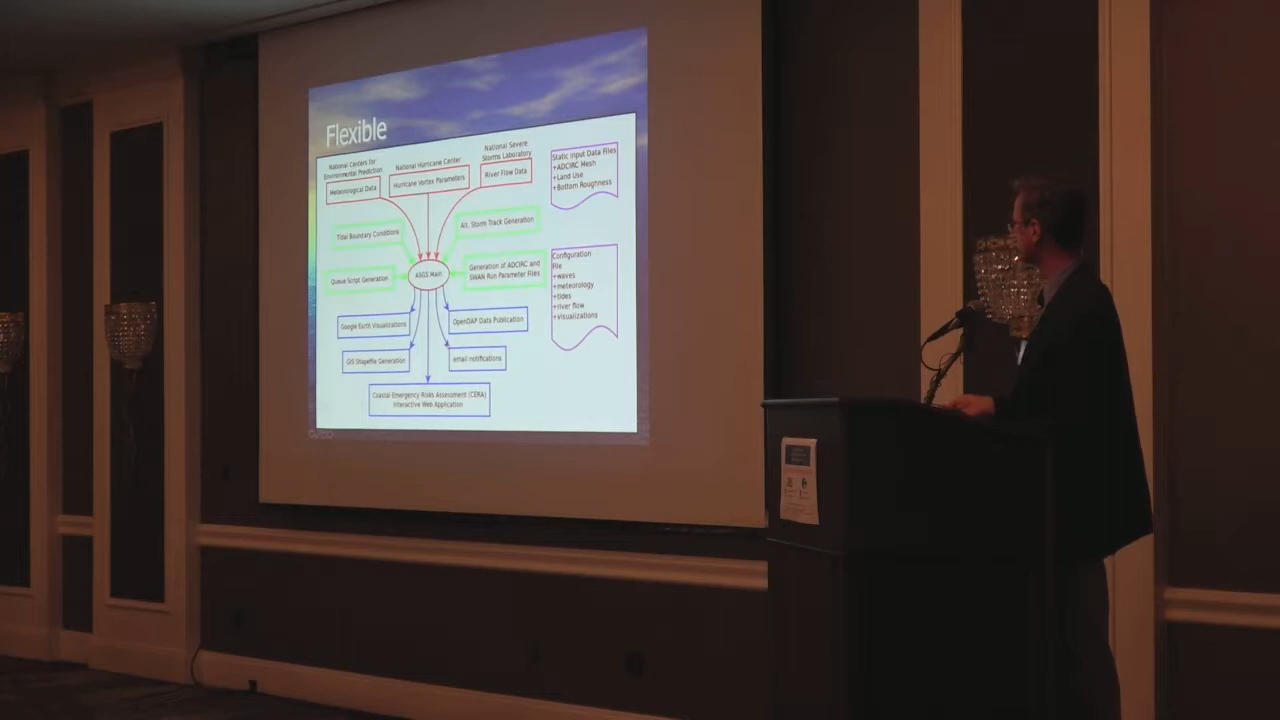 Flexible
National Centers for
Environmental Prediction
Meteorological Data
National Hurricane Center
Hurricane Vortex Parameters
National Severe
Storms Laboratory
River Flow Data
Static Input Data Files
+ADCIRC Mesh
+Land Use
+Bottom Roughness
Tidal Boundary Conditions
Alt. Storm Track Generation
Queue Script Generation
ASGS Main
Generation of ADCIRC and
SWAN Run Parameter Files
Configuration
File
+waves
+meteorology
+tides
+river flow
+visualizations
Google Earth Visualizations
OpenDAP Data Publication
GIS Shapefile Generation
email notifications
Coastal Emergency Risks Assessment (CERA)
Interactive Web Application